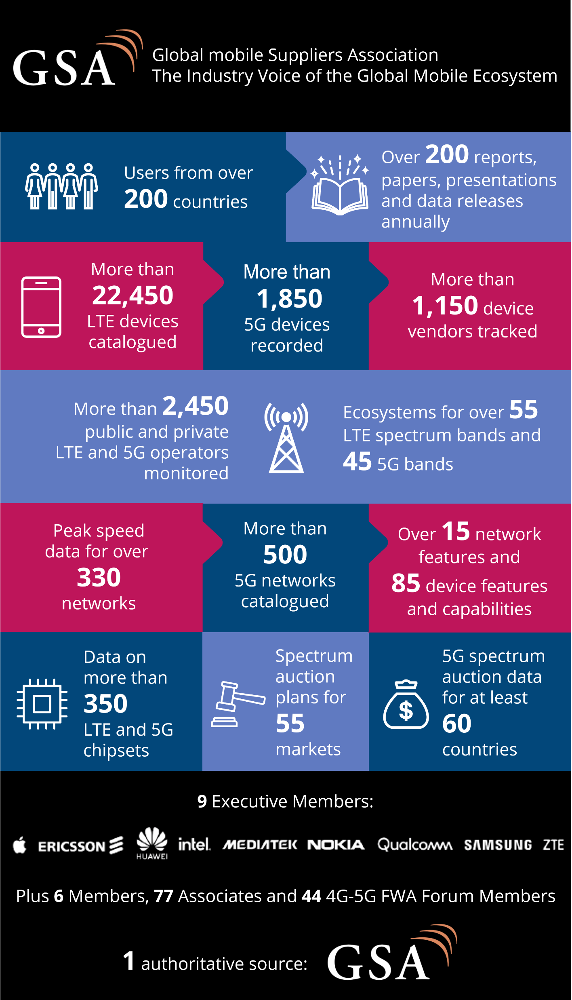 GSA
Global mobile Suppliers Association
The Industry Voice of the Global Mobile Ecosystem
Users from over
200 countries
Over 200 reports,
papers, presentations
and data releases
annually
More than
22,450
LTE devices
catalogued
More than
1,850
5G devices
recorded
More than
1,150 device
vendors tracked
More than 2,450
public and private
LTE and 5G operators
monitored
Ecosystems for over 55
LTE spectrum bands and
45 5G bands
Peak speed
data for over
330
networks
More than
500
5G networks
catalogued
Over 15 network
features and
85 device features
and capabilities
Data on
more than
350
LTE and 5G
chipsets
Spectrum
auction
plans for
55
markets
$
5G spectrum
auction data
for at least
60
countries
9 Executive Members:
ERICSSON HUAWEI intel. MEDIATEK NOKIA Qualcomm SAMSUNG ZTE
Plus 6 Members, 77 Associates and 44 4G-5G FWA Forum Members
1 authoritative source: GSA